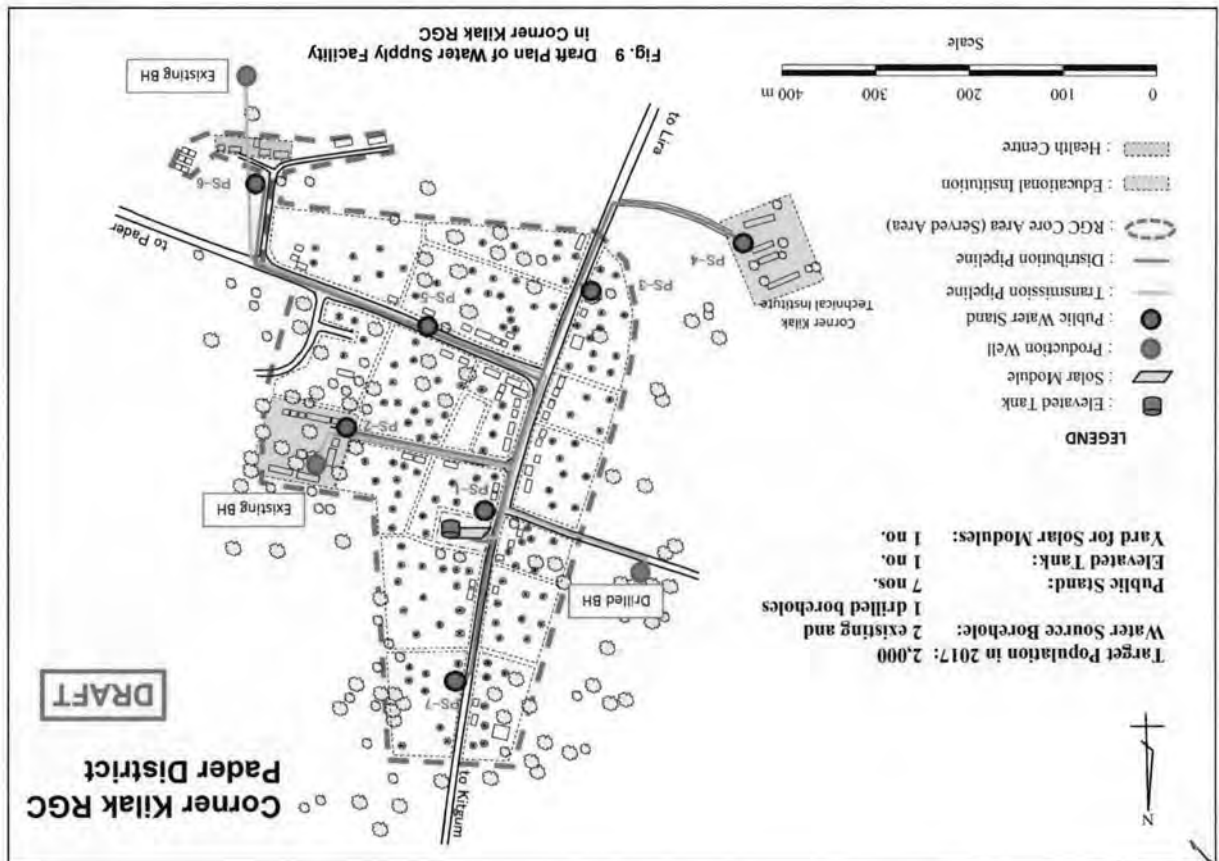 Corner Kilak RGC
Pader District
DRAFT
N
Target Population in 2017: 2,000
Water Source Borehole: 2 existing and
1 drilled boreholes
Public Stand: 7 nos.
Elevated Tank: 1 no.
Yard for Solar Modules: 1 no.
LEGEND
: Elevated Tank
: Solar Module
: Production Well
: Public Water Stand
: Transmission Pipeline
: Distribution Pipeline
: RGC Core Area (Served Area)
: Educational Institution
: Health Centre
0 100 200 300 400 m
Scale
to Kitgum
PS-7
Drilled BH
PS-1
Existing BH
PS-2
PS-5
PS-3
Corner Kilak
Technical Institute
PS-4
to Pader
PS-6
to Lira
Existing BH
Fig. 9 Draft Plan of Water Supply Facility
in Corner Kilak RGC